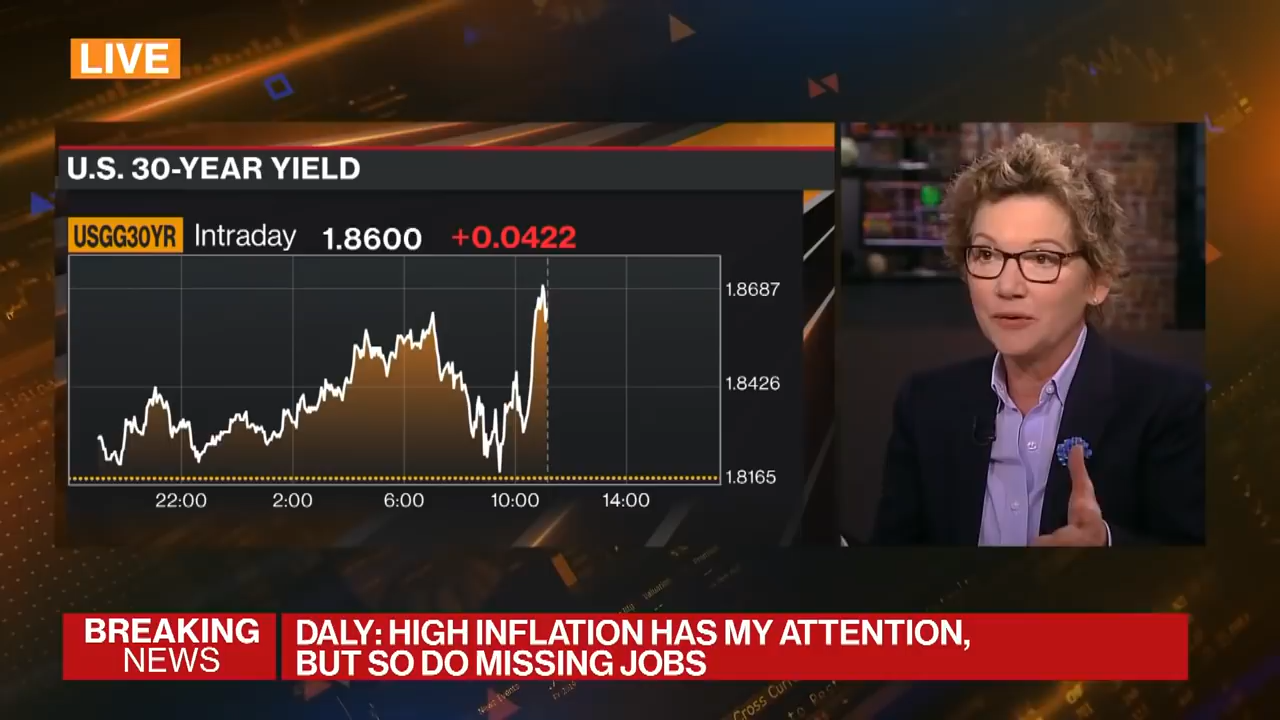 LIVE
U.S. 30-YEAR YIELD
USGG30YR Intraday 1.8600 +0.0422
1.8687
1.8426
1.8165
22:00 2:00 6:00 10:00 14:00
BREAKING
NEWS
DALY: HIGH INFLATION HAS MY ATTENTION,
BUT SO DO MISSING JOBS